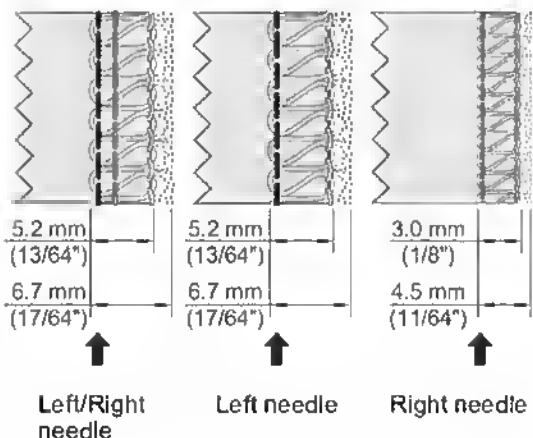 5.2 mm
(13/64")
6.7 mm
(17/64")
Left/Right
needle
5.2 mm
(13/64")
6.7 mm
(17/64")
Left needle
3.0 mm
(1/8")
4.5 mm
(11/64")
Right needle